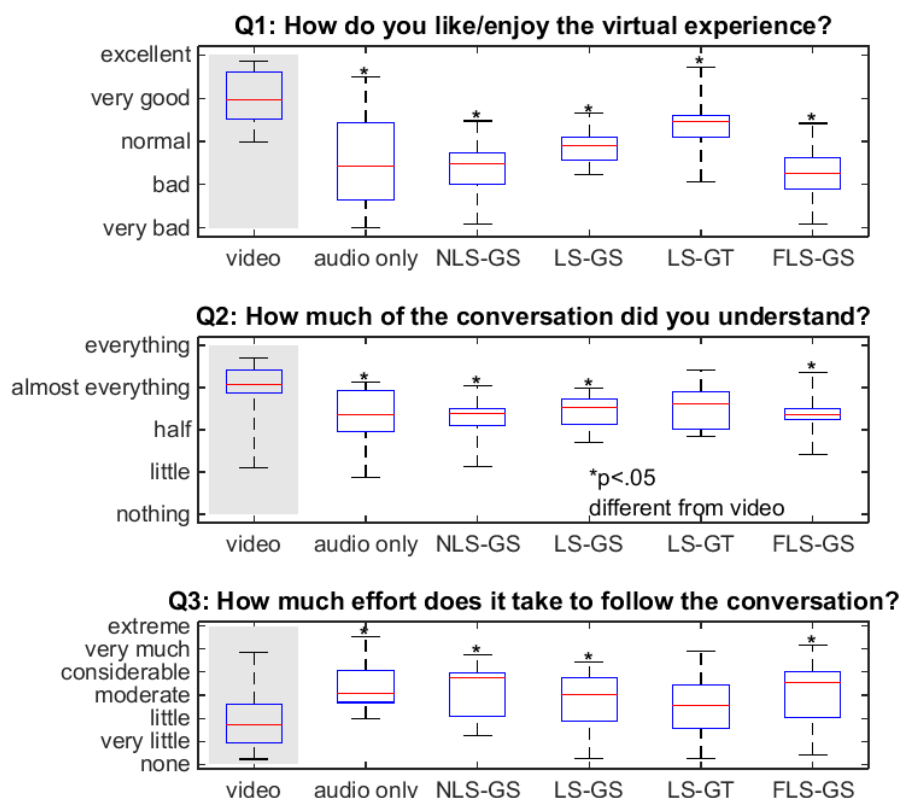 Q1: How do you like/enjoy the virtual experience?
excellent
very good
normal
bad
very bad
* * * * *
video audio only NLS-GS LS-GS LS-GT FLS-GS
Q2: How much of the conversation did you understand?
everything
almost everything
half
little
nothing
* * * *
*p<.05
different from video
video audio only NLS-GS LS-GS LS-GT FLS-GS
Q3: How much effort does it take to follow the conversation?
extreme
very much
considerable
moderate
little
very little
none
* * * *
video audio only NLS-GS LS-GS LS-GT FLS-GS